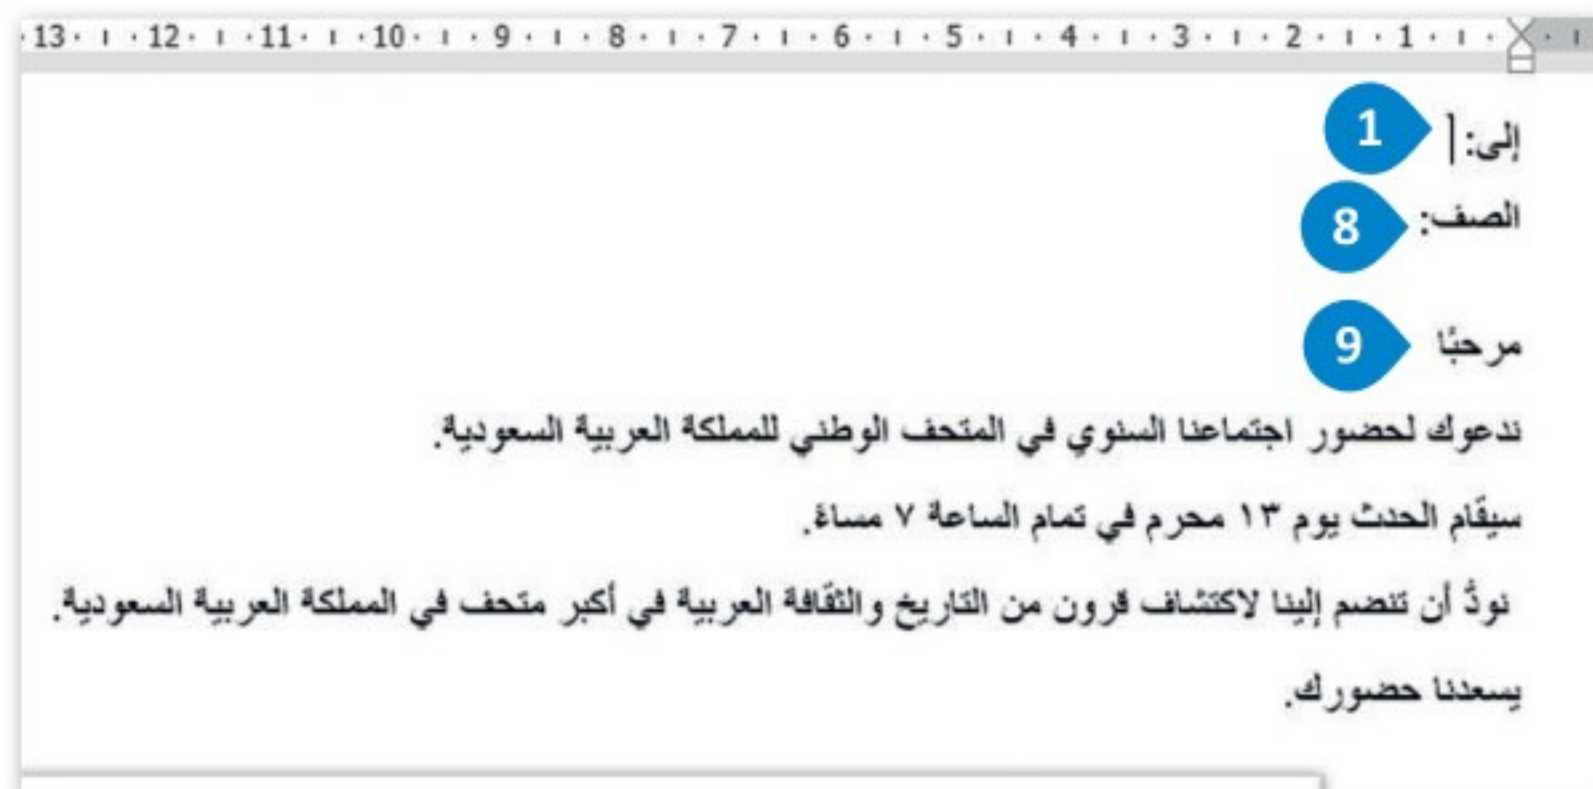 13 12 11 10 9 8 7 6 5 4 3 2 1
إلى: 1
الصف: 8
مرحبًا 9
ندعوك لحضور اجتماعنا السنوي في المتحف الوطني للمملكة العربية السعودية.
سيقام الحدث يوم ١٣ محرم في تمام الساعة ٧ مساءً.
نودُّ أن تنضم إلينا لاكتشاف قرون من التاريخ والثقافة العربية في أكبر متحف في المملكة العربية السعودية.
يسعدنا حضورك.